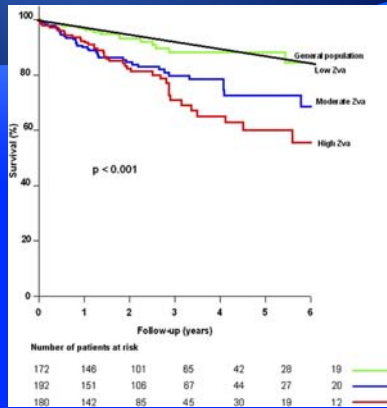 100
80
60
40
20
0
Survival (%)
General population
Low Zva
Moderate Zva
High Zva
p < 0.001
0 1 2 3 4 5 6
Follow-up (years)
Number of patients at risk
172 146 101 65 42 28 19
192 151 106 67 44 27 20
180 142 85 45 30 19 12